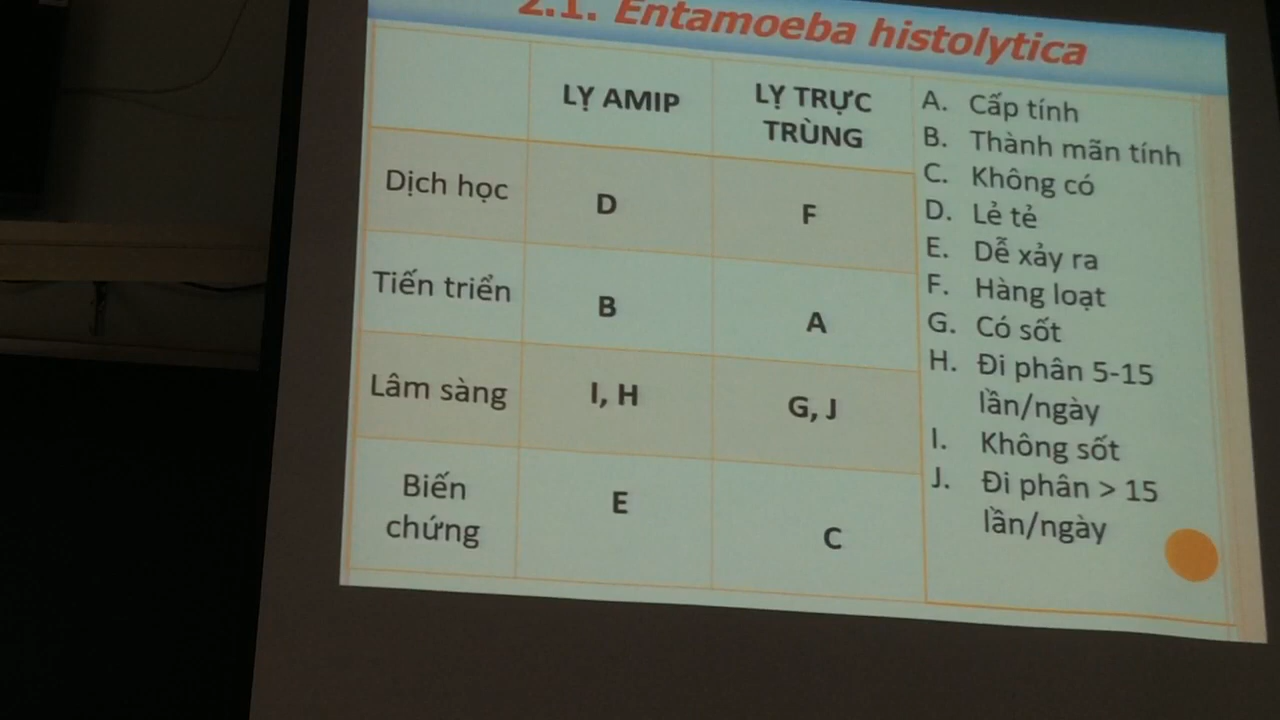 2.1. Entamoeba histolytica
LỴ AMIP
LỴ TRỰC
TRÙNG
Dịch học
D
F
Tiến triển
B
A
Lâm sàng
I, H
G, J
Biến
chứng
E
C
A. Cấp tính
B. Thành mãn tính
C. Không có
D. Lẻ tẻ
E. Dễ xảy ra
F. Hàng loạt
G. Có sốt
H. Đi phân 5-15
lần/ngày
I. Không sốt
J. Đi phân > 15
lần/ngày